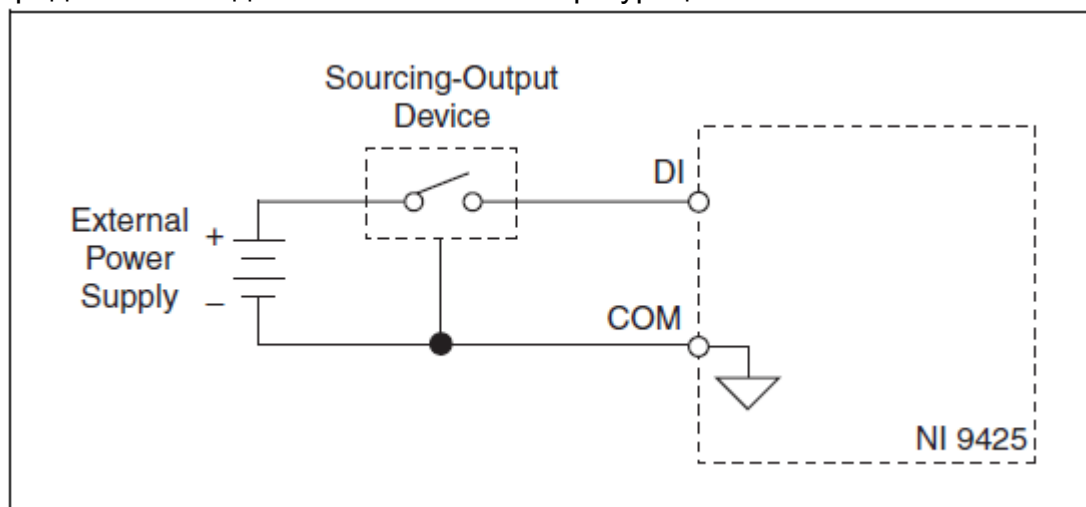 Sourcing-Output
Device
DI
External
Power
Supply
+
–
COM
NI 9425